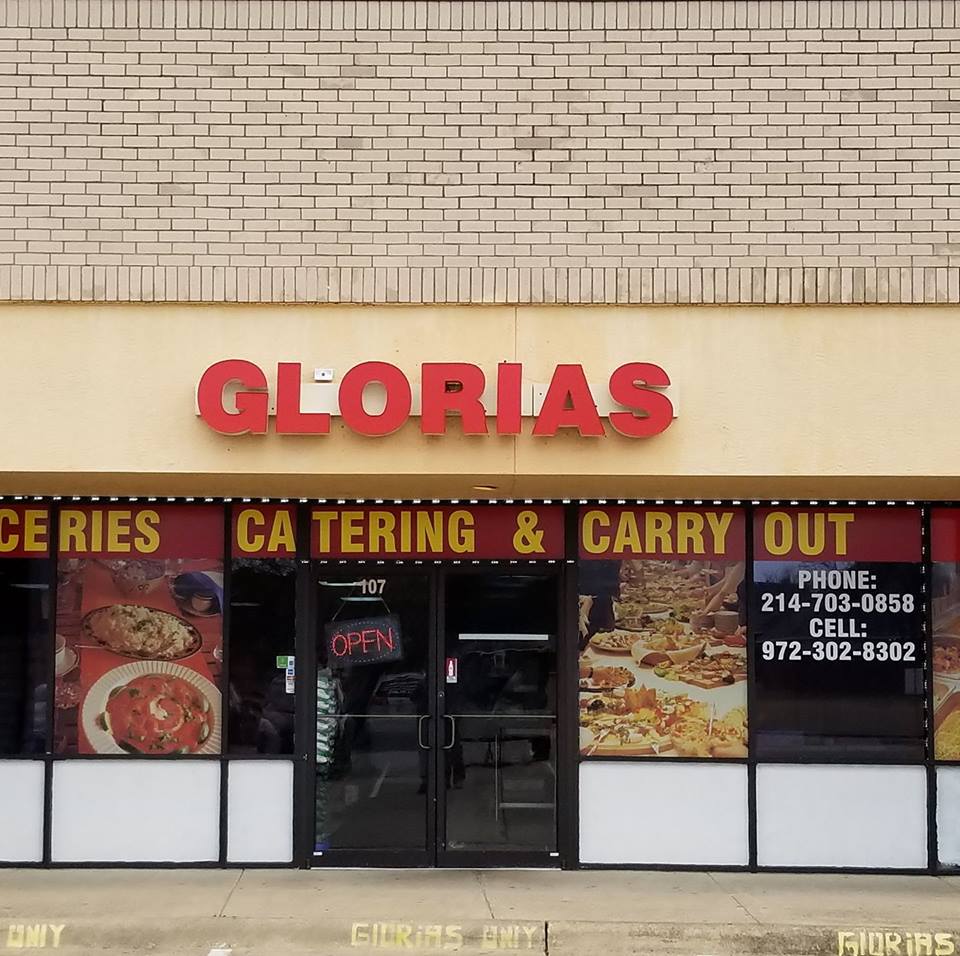 GLORIAS
CERIES CATERING & CARRY OUT
107
OPEN
PHONE:
214-703-0858
CELL:
972-302-8302
ONlY
GlORiAS ONlY
GlORiAS